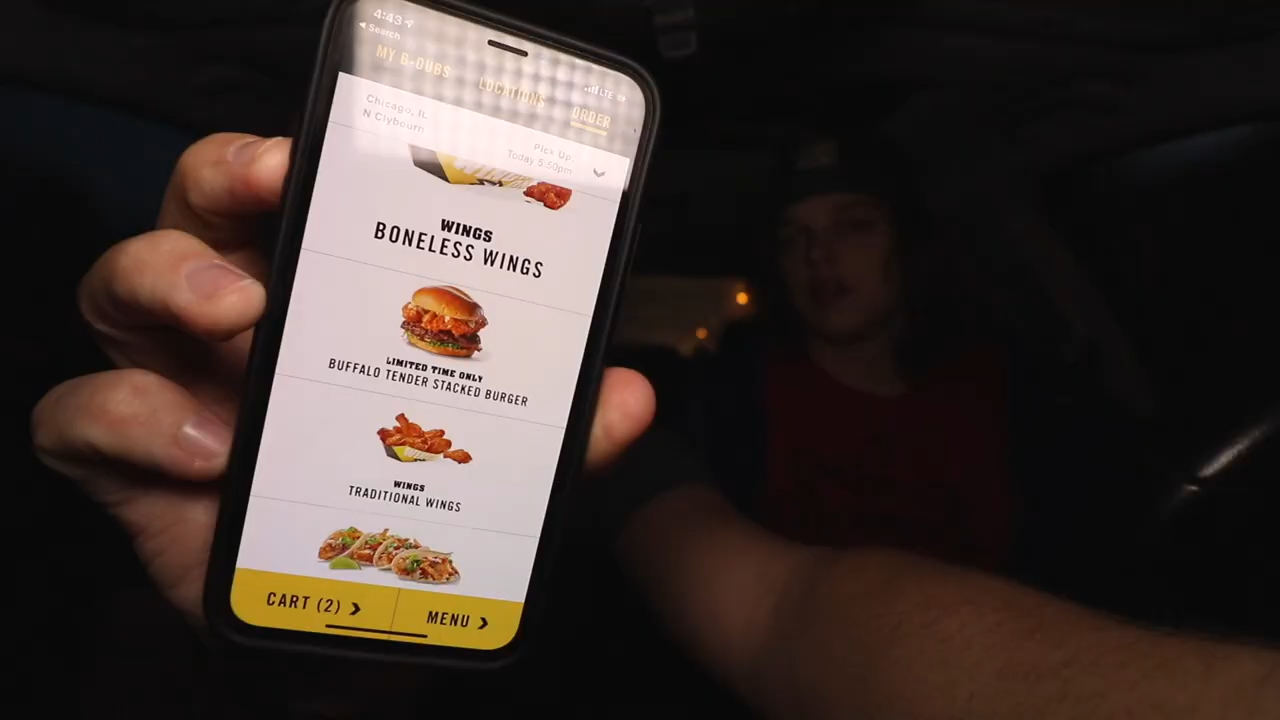 4:43
Search
LTE
MY B-DUBS
LOCATIONS
ORDER
Chicago, IL
N Clybourn
Pick Up,
Today 5:50pm
WINGS
BONELESS WINGS
LIMITED TIME ONLY
BUFFALO TENDER STACKED BURGER
WINGS
TRADITIONAL WINGS
CART (2)
MENU